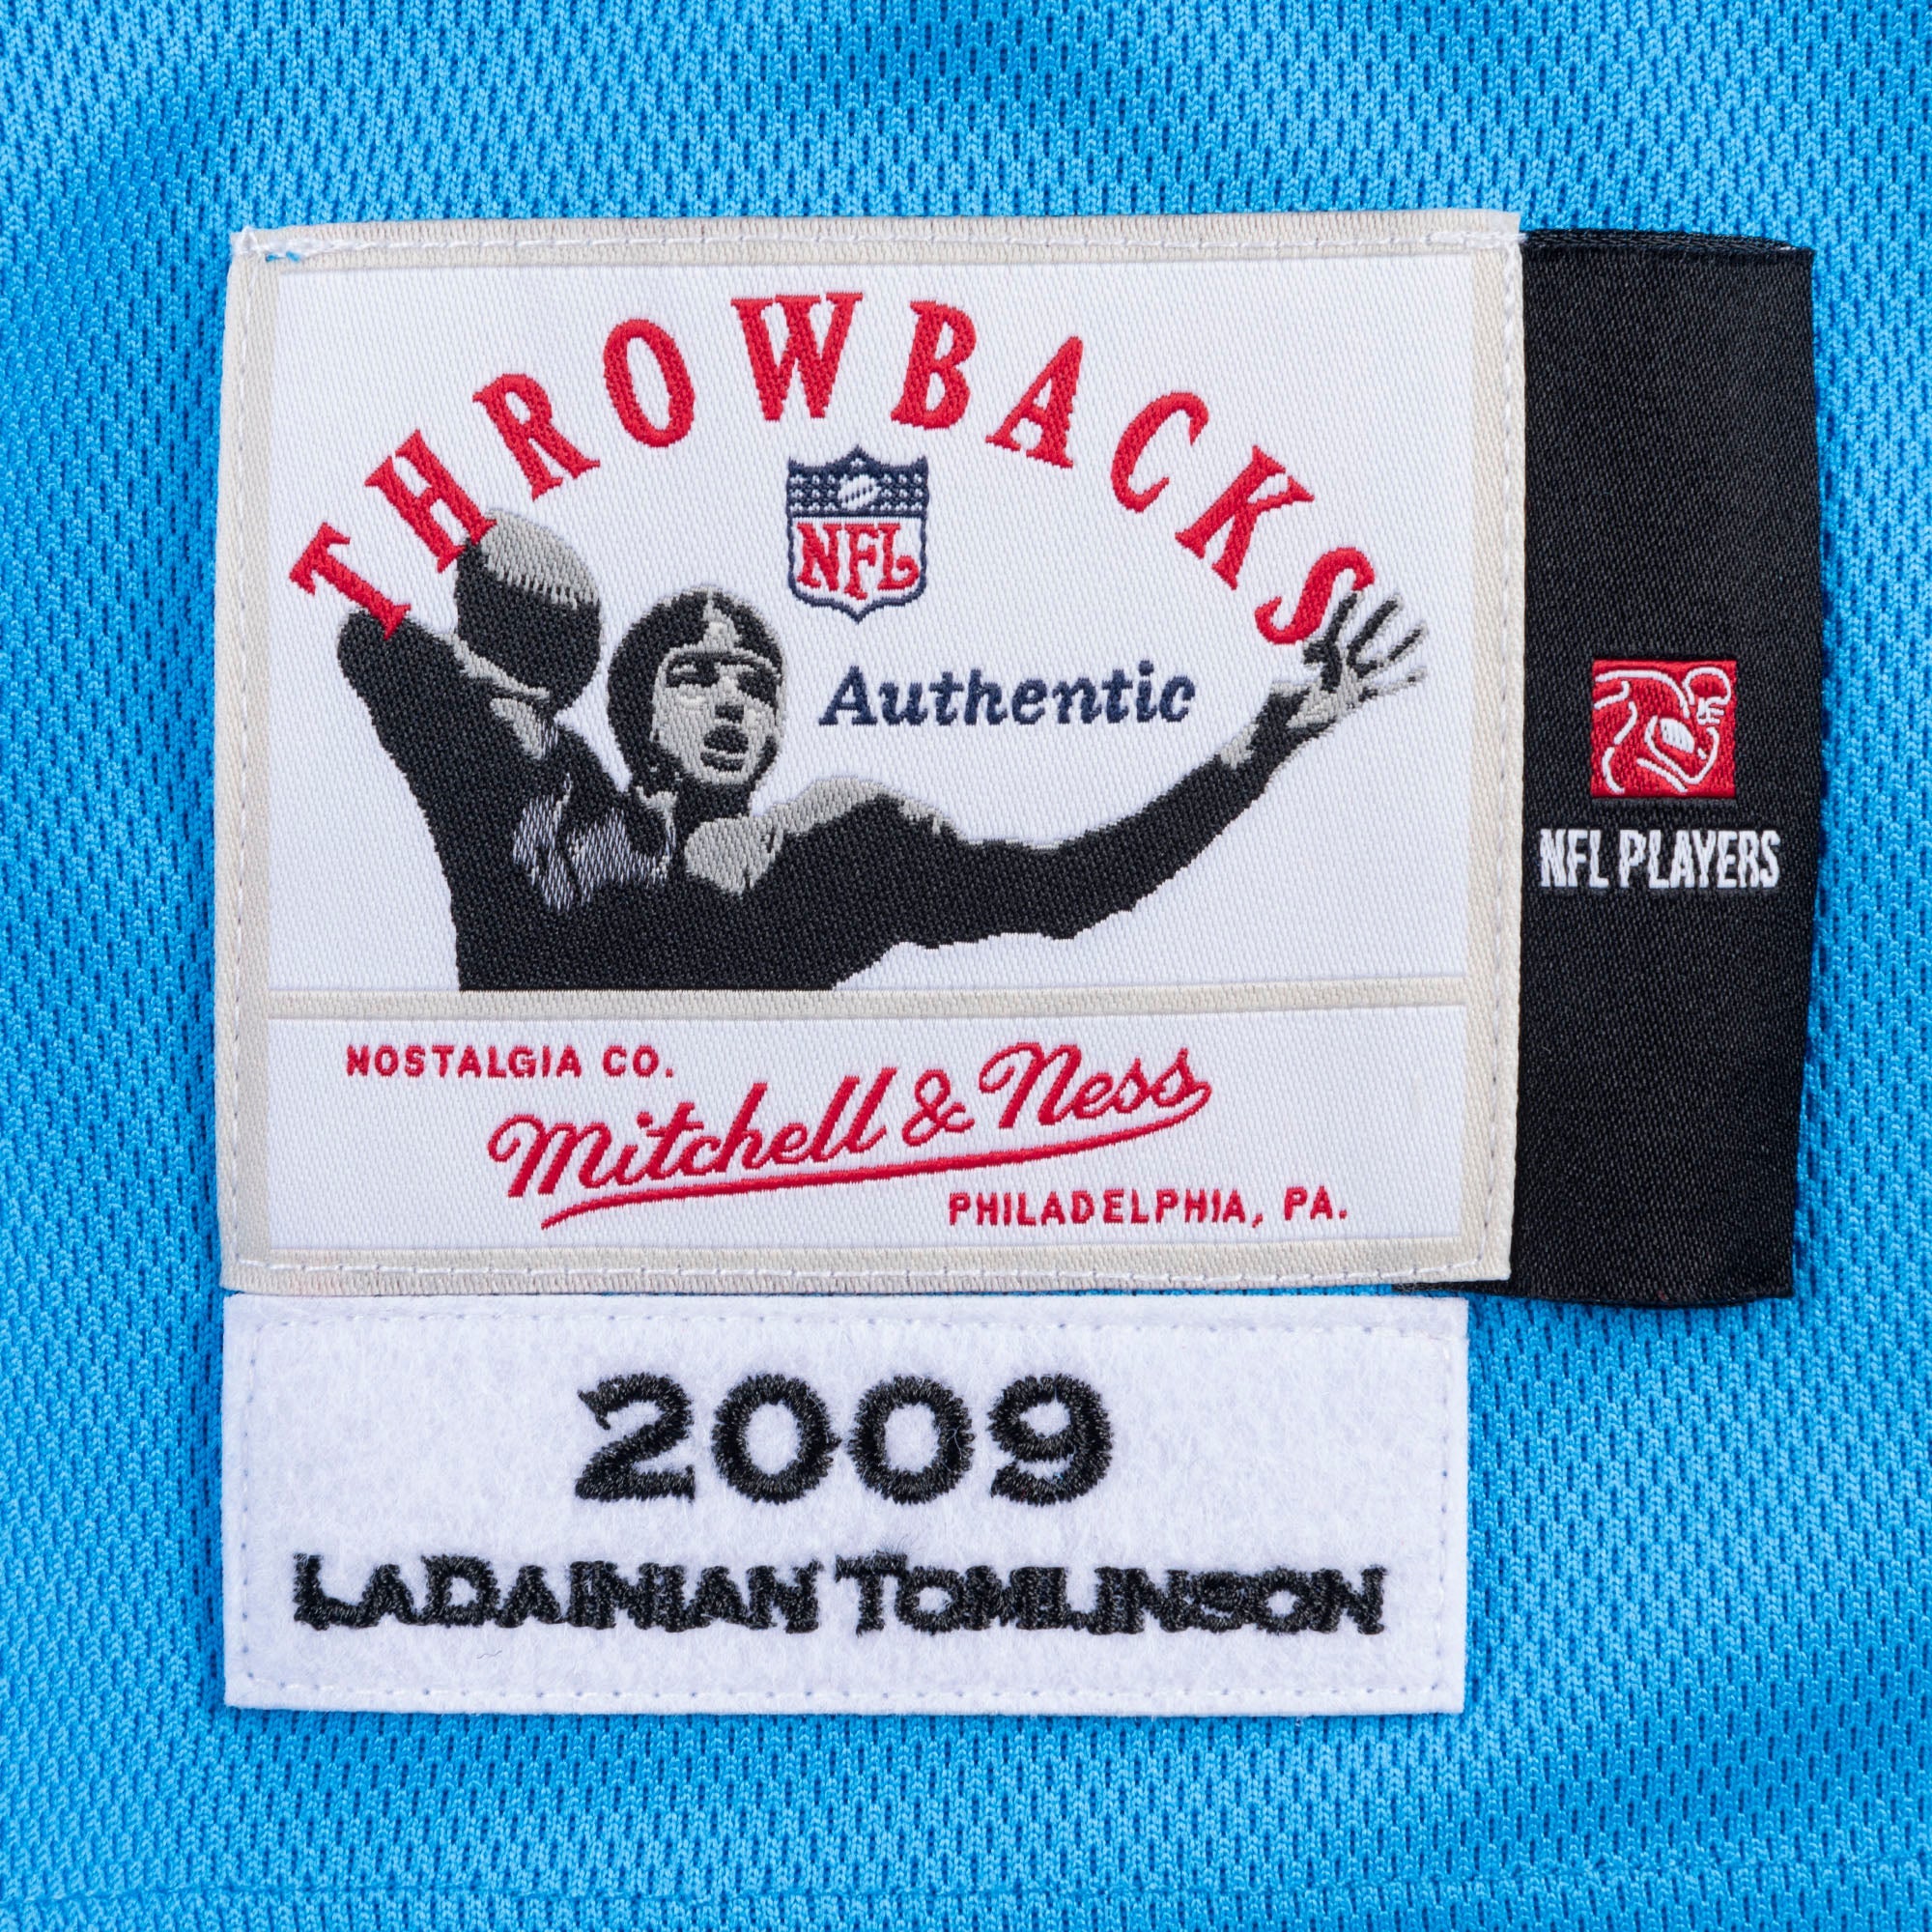 THROWBACKS
NFL
Authentic
NFL PLAYERS
NOSTALGIA CO.
Mitchell & Ness
PHILADELPHIA, PA.
2009
LADAINIAN TOMLINSON